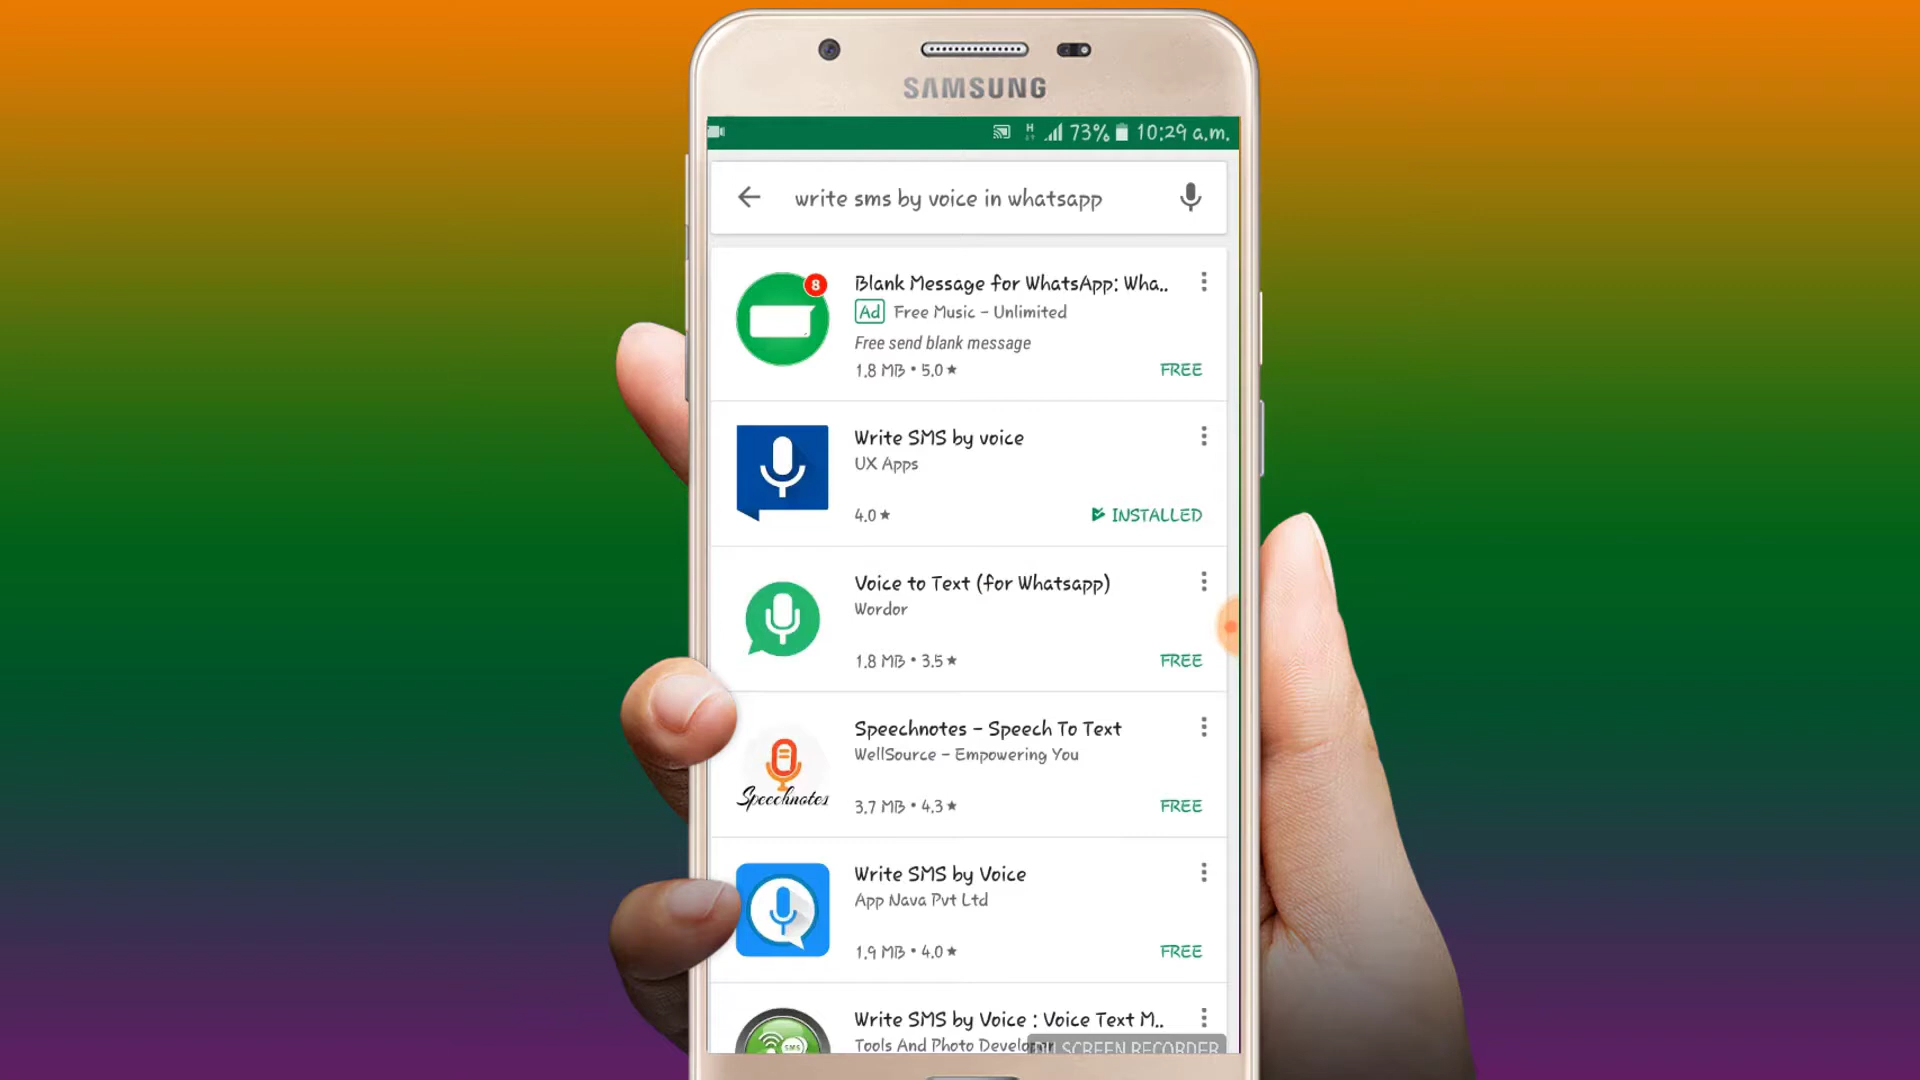 SAMSUNG
H 73% 10:29 a.m.
write sms by voice in whatsapp
8
Blank Message for WhatsApp: Wha..
Ad Free Music - Unlimited
Free send blank message
1.8 MB • 5.0 ★
FREE
Write SMS by voice
UX Apps
4.0 ★
INSTALLED
Voice to Text (for Whatsapp)
Wordor
1.8 MB • 3.5 ★
FREE
Speechnotes - Speech To Text
WellSource - Empowering You
Speechnotes
3.7 MB • 4.3 ★
FREE
Write SMS by Voice
App Nava Pvt Ltd
1.9 MB • 4.0 ★
FREE
Write SMS by Voice : Voice Text M..
SMS
Tools And Photo Developer
SCREEN RECORDER